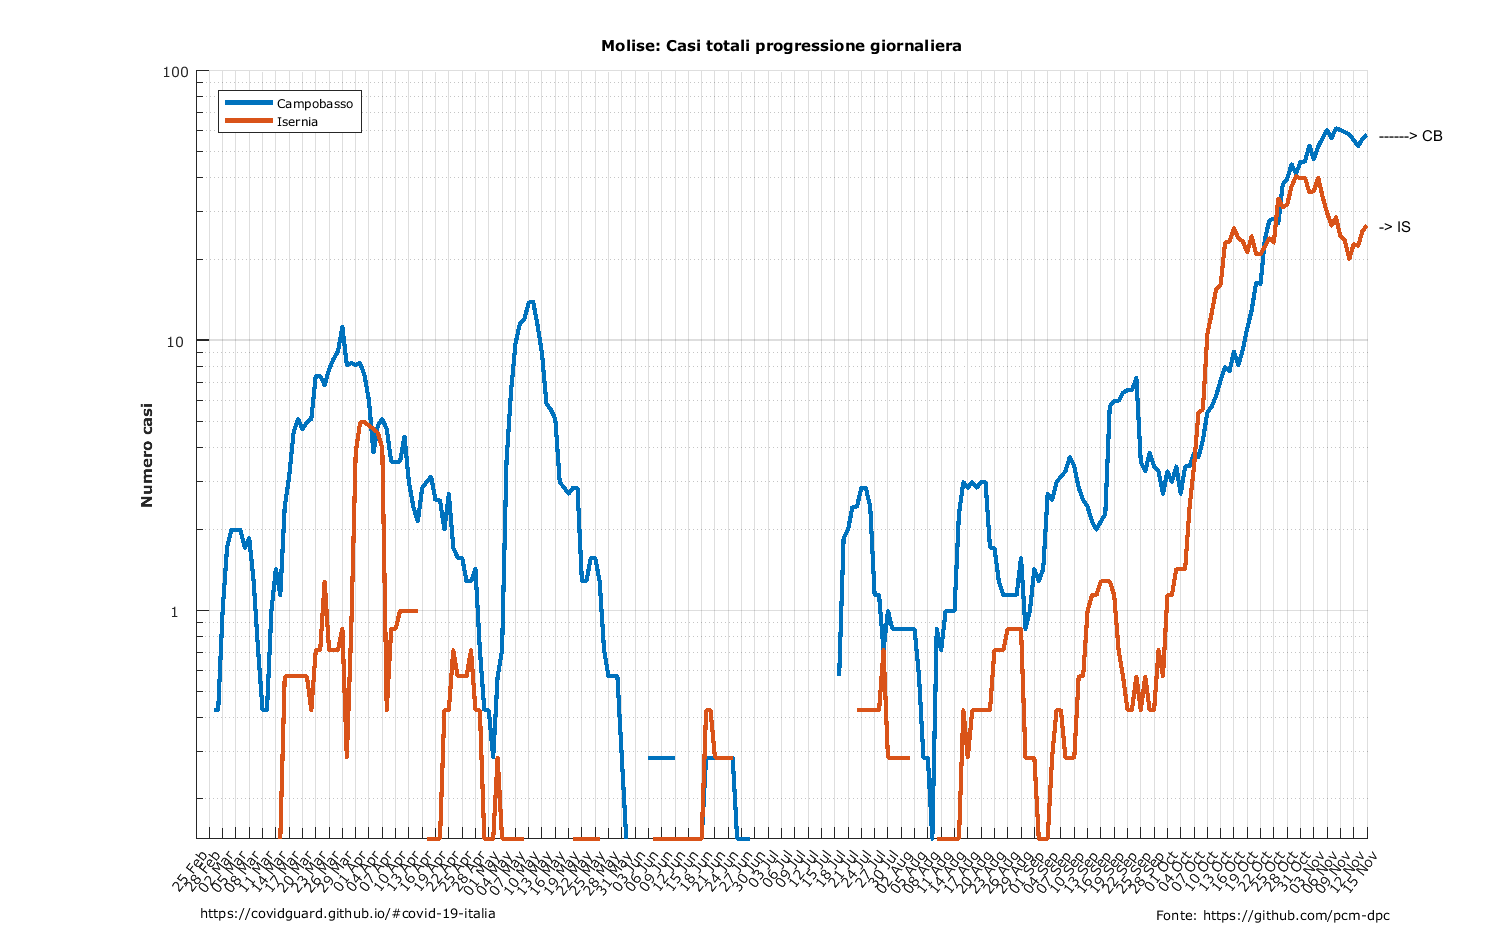 Molise: Casi totali progressione giornaliera
100
Campobasso
Isernia
------> CB
-> IS
10
Numero casi
1
25 Feb
28 Feb
02 Mar
05 Mar
08 Mar
11 Mar
14 Mar
17 Mar
20 Mar
23 Mar
26 Mar
29 Mar
01 Apr
04 Apr
07 Apr
10 Apr
13 Apr
16 Apr
19 Apr
22 Apr
25 Apr
28 Apr
01 May
04 May
07 May
10 May
13 May
16 May
19 May
22 May
25 May
28 May
31 May
03 Jun
06 Jun
09 Jun
12 Jun
15 Jun
18 Jun
21 Jun
24 Jun
27 Jun
30 Jun
03 Jul
06 Jul
09 Jul
12 Jul
15 Jul
18 Jul
21 Jul
24 Jul
27 Jul
30 Jul
02 Aug
05 Aug
08 Aug
11 Aug
14 Aug
17 Aug
20 Aug
23 Aug
26 Aug
29 Aug
01 Sep
04 Sep
07 Sep
10 Sep
13 Sep
16 Sep
19 Sep
22 Sep
25 Sep
28 Sep
01 Oct
04 Oct
07 Oct
10 Oct
13 Oct
16 Oct
19 Oct
22 Oct
25 Oct
28 Oct
31 Oct
03 Nov
06 Nov
09 Nov
12 Nov
15 Nov
https://covidguard.github.io/#covid-19-italia
Fonte: https://github.com/pcm-dpc